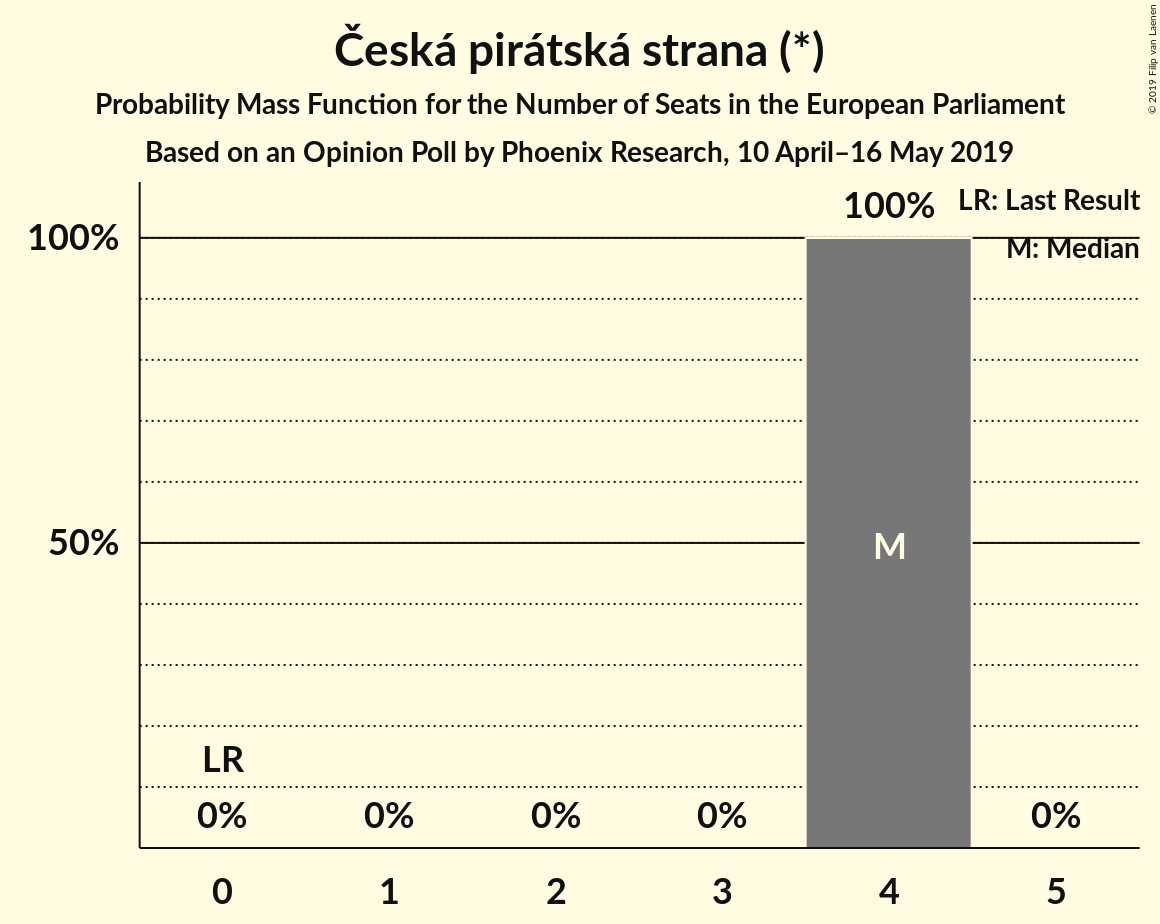 Česká pirátská strana (*)
Probability Mass Function for the Number of Seats in the European Parliament
Based on an Opinion Poll by Phoenix Research, 10 April–16 May 2019
© 2019 Filip van Laenen
LR: Last Result
M: Median
100%
100%
50%
M
LR
0%
0%
0%
0%
0%
0
1
2
3
4
5